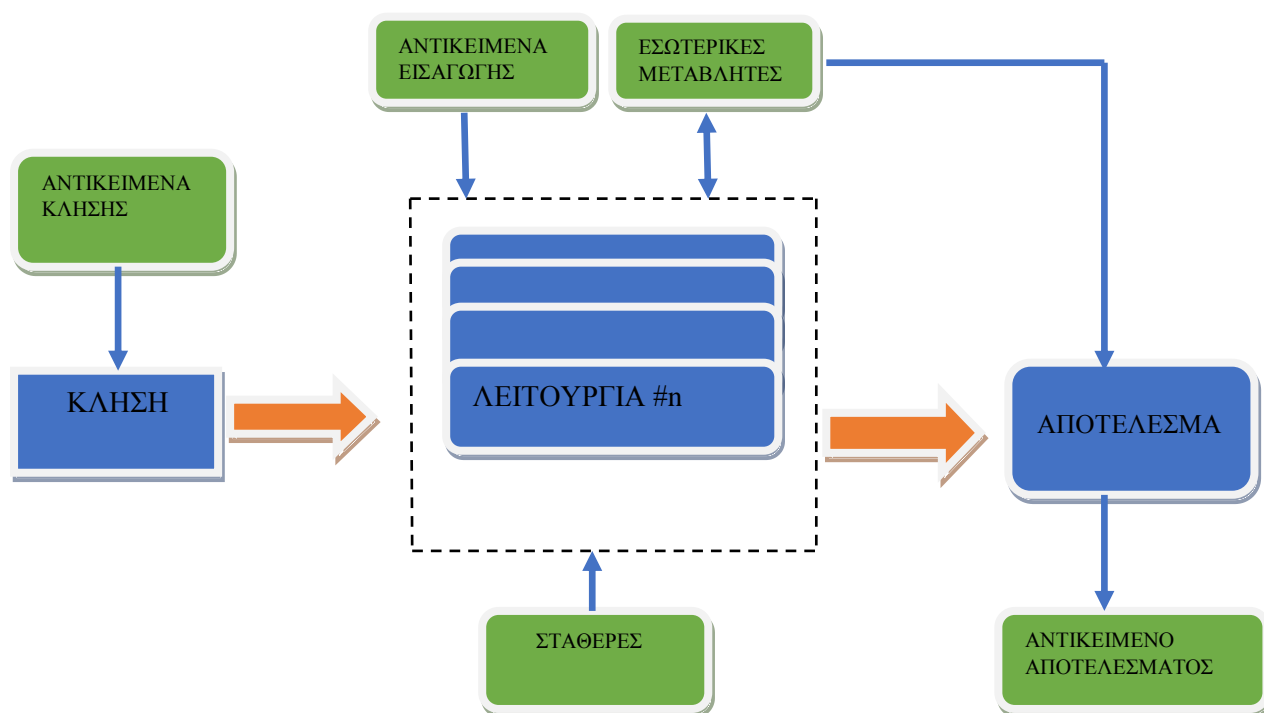 ΑΝΤΙΚΕΙΜΕΝΑ
ΕΙΣΑΓΩΓΗΣ
ΕΣΩΤΕΡΙΚΕΣ
ΜΕΤΑΒΛΗΤΕΣ
ΑΝΤΙΚΕΙΜΕΝΑ
ΚΛΗΣΗΣ
ΚΛΗΣΗ
ΛΕΙΤΟΥΡΓΙΑ #n
ΑΠΟΤΕΛΕΣΜΑ
ΣΤΑΘΕΡΕΣ
ΑΝΤΙΚΕΙΜΕΝΟ
ΑΠΟΤΕΛΕΣΜΑΤΟΣ